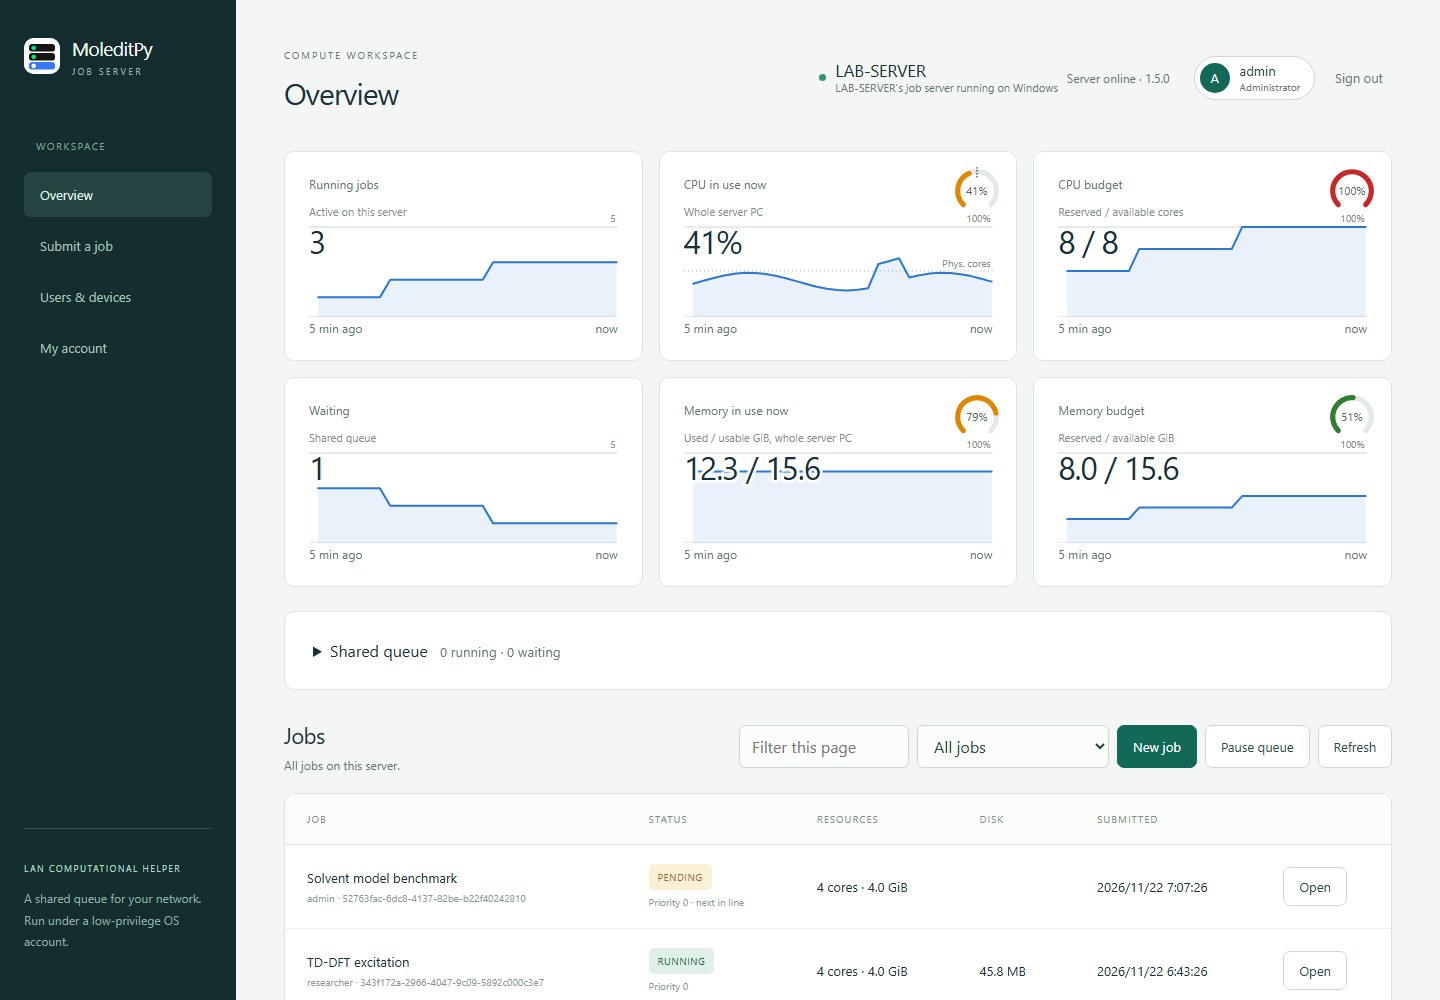 MoleditPy
JOB SERVER
WORKSPACE
Overview
Submit a job
Users & devices
My account
LAN COMPUTATIONAL HELPER
A shared queue for your network.
Run under a low-privilege OS
account.
COMPUTE WORKSPACE
Overview
LAB-SERVER
LAB-SERVER's job server running on Windows
Server online · 1.5.0
A
admin
Administrator
Sign out
Running jobs
Active on this server
5
3
5 min ago
now
CPU in use now
41%
Whole server PC
100%
41%
Phys. cores
5 min ago
now
CPU budget
100%
Reserved / available cores
100%
8 / 8
5 min ago
now
Waiting
Shared queue
5
1
5 min ago
now
Memory in use now
79%
Used / usable GiB, whole server PC
100%
12.3 / 15.6
5 min ago
now
Memory budget
51%
Reserved / available GiB
100%
8.0 / 15.6
5 min ago
now
Shared queue 0 running · 0 waiting
Jobs
All jobs on this server.
Filter this page
All jobs
New job
Pause queue
Refresh
JOB STATUS RESOURCES DISK SUBMITTED
Solvent model benchmark
admin · 52763fac-6dc8-4137-82be-b22f40242810
PENDING
Priority 0 · next in line
4 cores · 4.0 GiB
2026/11/22 7:07:26
Open
TD-DFT excitation
researcher · 343f172a-2966-4047-9c09-5892c000c3e7
RUNNING
Priority 0
4 cores · 4.0 GiB
45.8 MB
2026/11/22 6:43:26
Open